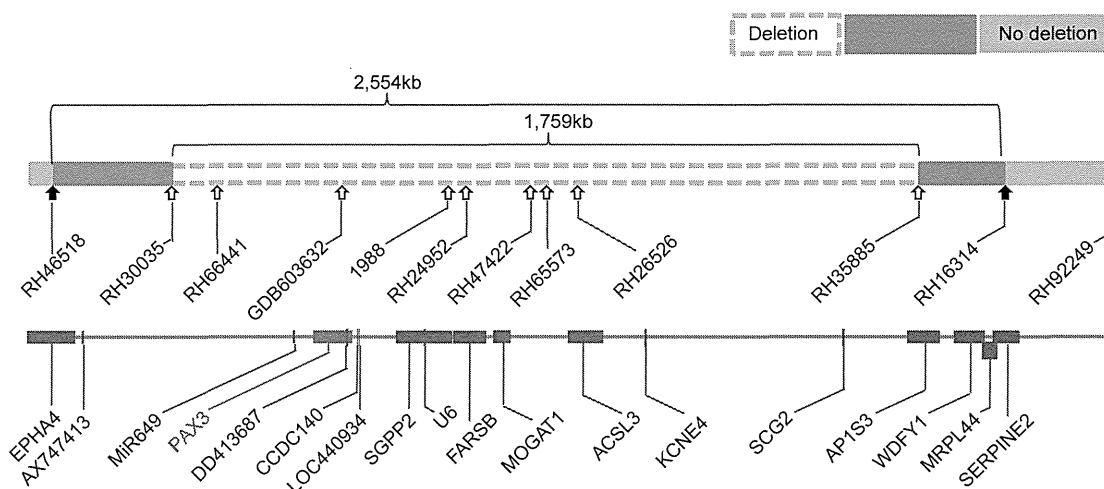 Deletion
No deletion
2,554kb
1,759kb
RH46518
RH30035
RH66441
GDB603632
1988
RH24952
RH47422
RH65573
RH26526
RH35885
RH16314
RH92249
EPHA4
AX747413
MIR649
PAX3
DD413687
CCDC140
LOC440934
SGPP2
U6
FARSB
MOGAT1
ACSL3
KCNE4
SCG2
AP1S3
WDFY1
MRPL44
SERPINE2